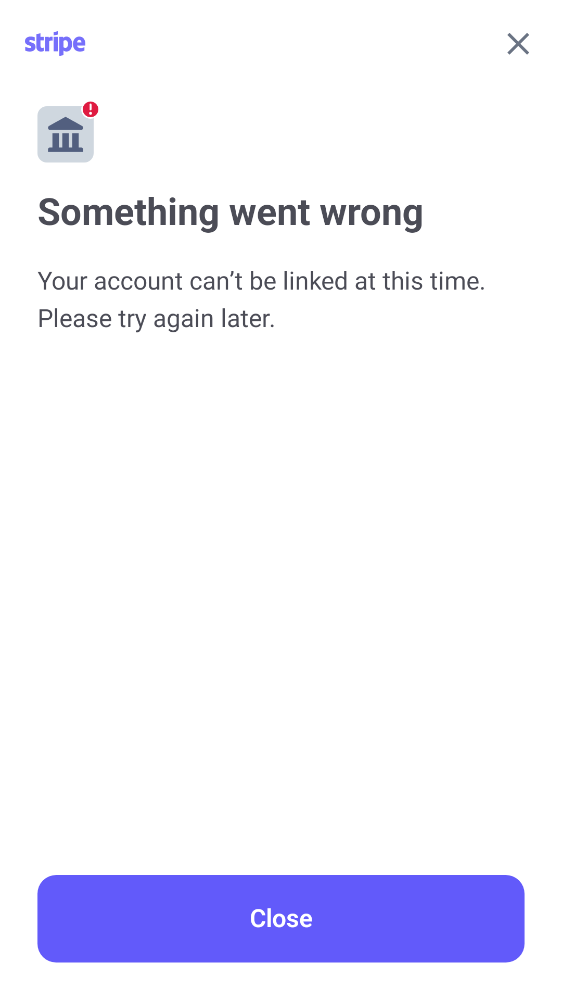 stripe
Something went wrong
Your account can’t be linked at this time.
Please try again later.
Close